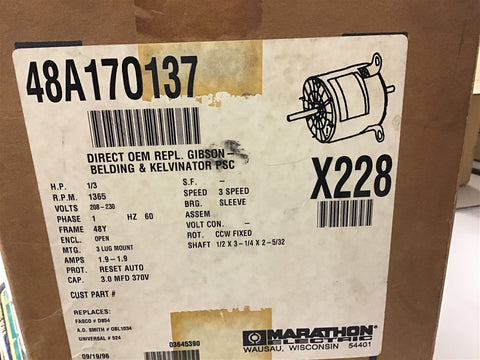 48A17O137
DIRECT OEM REPL. GIBSON-
BELDING & KELVINATOR PSC
X228
H.P. 1/3
R.P.M. 1365
VOLTS 208-230
PHASE 1 HZ 60
FRAME 48Y
ENCL. OPEN
MTG. 3 LUG MOUNT
AMPS 1.9-1.9
PROT. RESET AUTO
CAP. 3.0 MFD 370V
S.F. -
SPEED 3 SPEED
BRG. SLEEVE
ASSEM
VOLT CON. -
ROT. CCW FIXED
SHAFT 1/2 X 3-1/4 X 2-5/32
CUST PART #
REPLACES:
FASCO # D854
A.O. SMITH # OBL1034
UNIVERSAL # 524
09/19/96
03645390
MARATHON
ELECTRIC
WAUSAU, WISCONSIN 54401